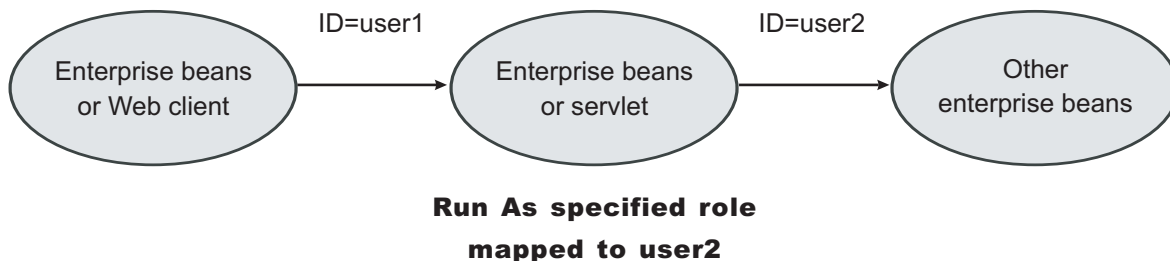 ID=user1
ID=user2
Enterprise beans
or Web client
Enterprise beans
or servlet
Other
enterprise beans
Run As specified role
mapped to user2